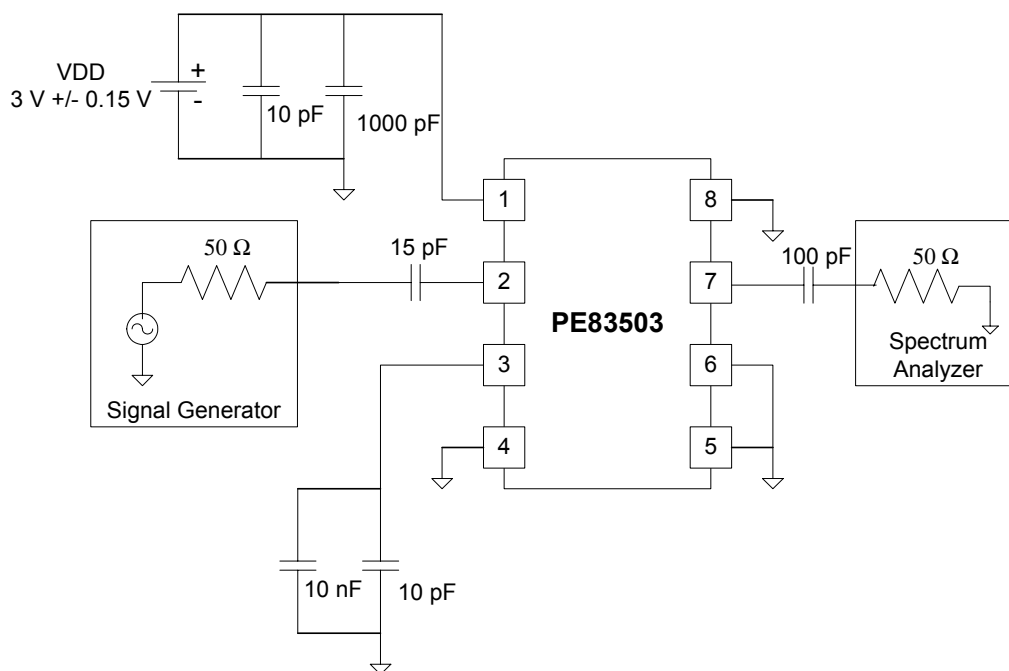 VDD
3 V +/- 0.15 V
+
-
10 pF
1000 pF
50 Ω
Signal Generator
15 pF
1
2
3
4
PE83503
8
7
6
5
100 pF
50 Ω
Spectrum
Analyzer
10 nF
10 pF